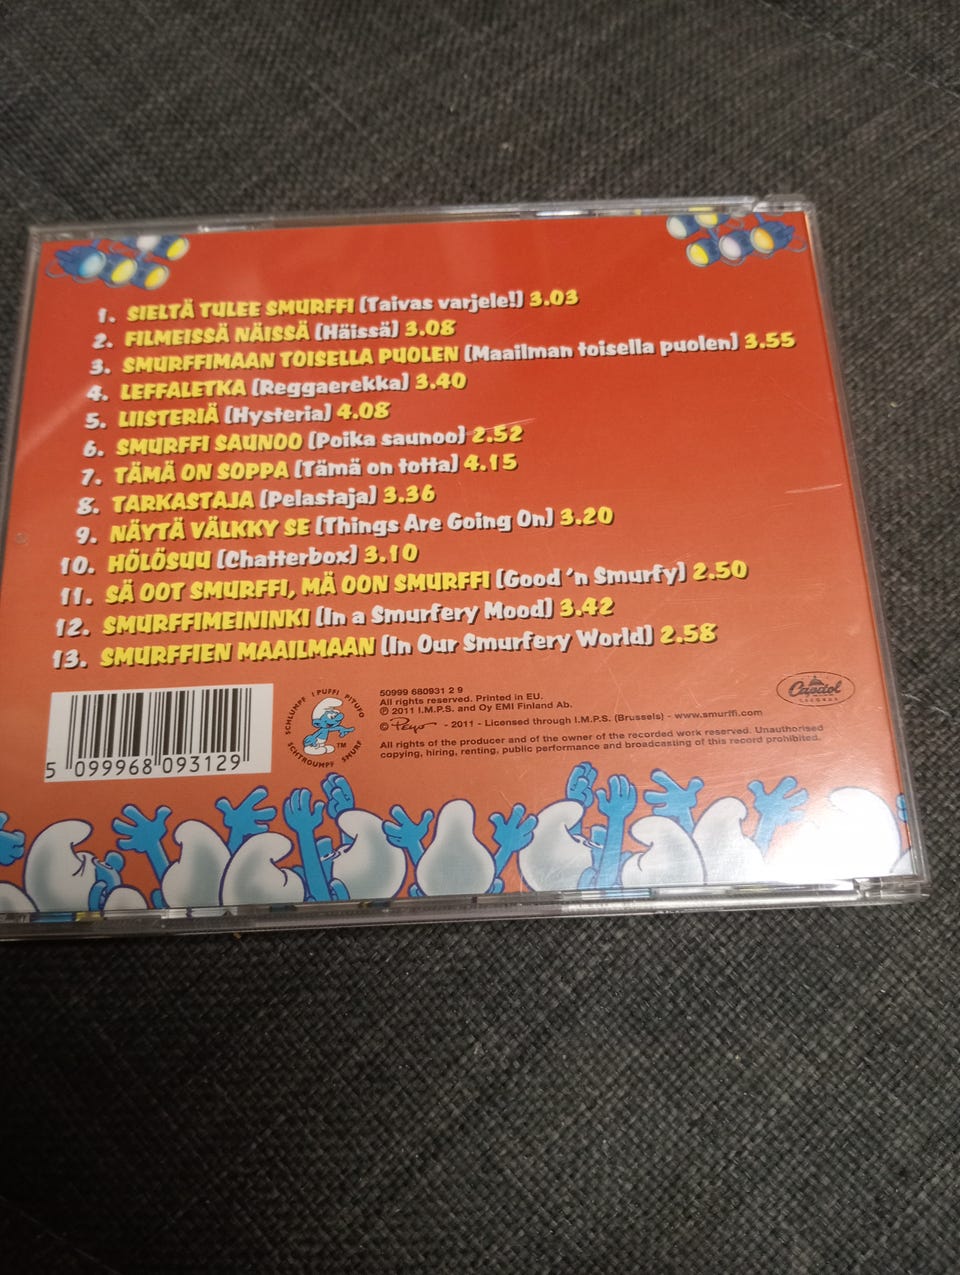 1. SIELTÄ TULEE SMURFFI (Taivas varjele!) 3.03
2. FILMEISSÄ NÄISSÄ (Häissä) 3.08
3. SMURFFIMAAN TOISELLA PUOLEN (Maailman toisella puolen) 3.55
4. LEFFALETKA (Reggaerekka) 3.40
5. LIISTERIÄ (Hysteria) 4.08
6. SMURFFI SAUNOO (Poika saunoo) 2.52
7. TÄMÄ ON SOPPA (Tämä on totta) 4.15
8. TARKASTAJA (Pelastaja) 3.36
9. NÄYTÄ VÄLKKY SE (Things Are Going On) 3.20
10. HÖLÖSUU (Chatterbox) 3.10
11. SÄ OOT SMURFFI, MÄ OON SMURFFI (Good 'n Smurfy) 2.50
12. SMURFFIMEININKI (In a Smurfery Mood) 3.42
13. SMURFFIEN MAAILMAAN (In Our Smurfery World) 2.58
5 099968 093129
SCHLUMPF I PUFFI PITUFO
SCHTROUMPF SMURF
TM
50999 680931 2 9
All rights reserved. Printed in EU.
℗ 2011 I.M.P.S. and Oy EMI Finland Ab.
© Peyo - 2011 - Licensed through I.M.P.S. (Brussels) - www.smurffi.com
All rights of the producer and of the owner of the recorded work reserved. Unauthorised
copying, hiring, renting, public performance and broadcasting of this record prohibited.
Capitol
RECORDS